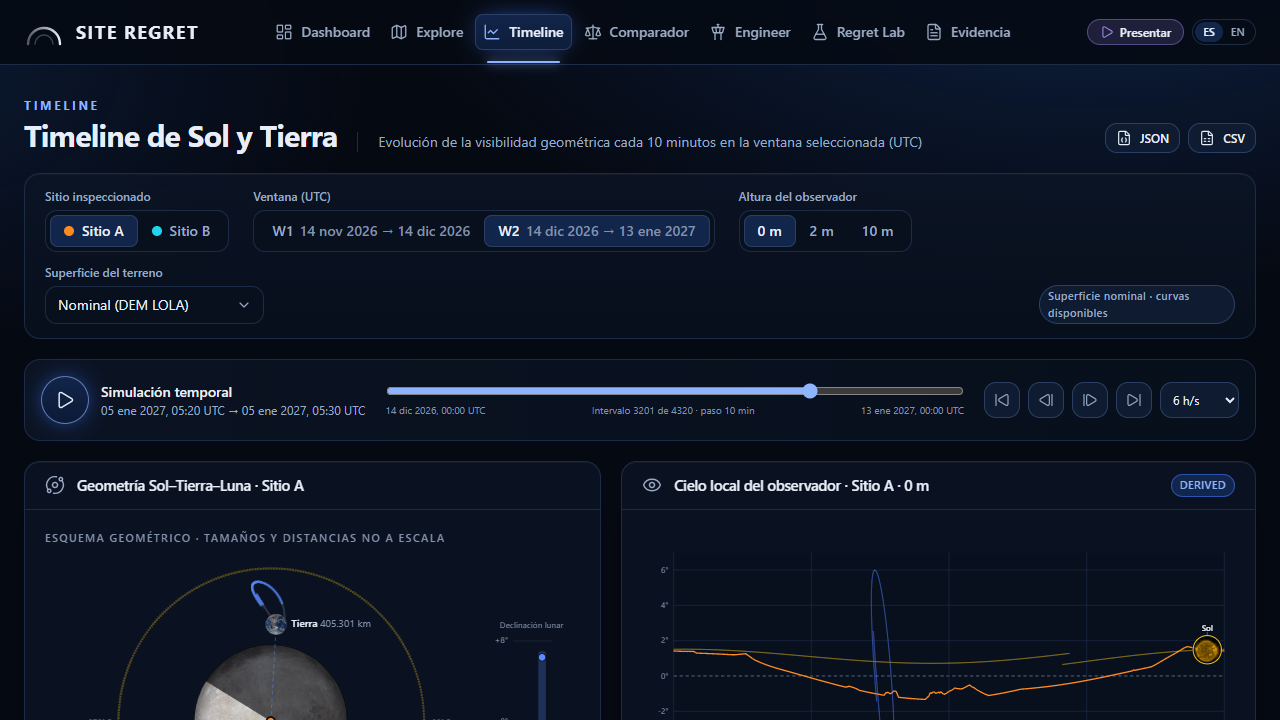 SITE REGRET
Dashboard
Explore
Timeline
Comparador
Engineer
Regret Lab
Evidencia
Presentar
ES
EN
TIMELINE
Timeline de Sol y Tierra
Evolución de la visibilidad geométrica cada 10 minutos en la ventana seleccionada (UTC)
JSON
CSV
Sitio inspeccionado
Ventana (UTC)
Altura del observador
Sitio A
Sitio B
W1 14 nov 2026 → 14 dic 2026
W2 14 dic 2026 → 13 ene 2027
0 m
2 m
10 m
Superficie del terreno
Nominal (DEM LOLA)
Superficie nominal · curvas
disponibles
Simulación temporal
05 ene 2027, 05:20 UTC → 05 ene 2027, 05:30 UTC
14 dic 2026, 00:00 UTC
Intervalo 3201 de 4320 · paso 10 min
13 ene 2027, 00:00 UTC
6 h/s
Geometría Sol–Tierra–Luna · Sitio A
Cielo local del observador · Sitio A · 0 m
DERIVED
ESQUEMA GEOMÉTRICO · TAMAÑOS Y DISTANCIAS NO A ESCALA
Tierra 405.301 km
Declinación lunar
+8°
6°
4°
2°
0°
-2°
Sol